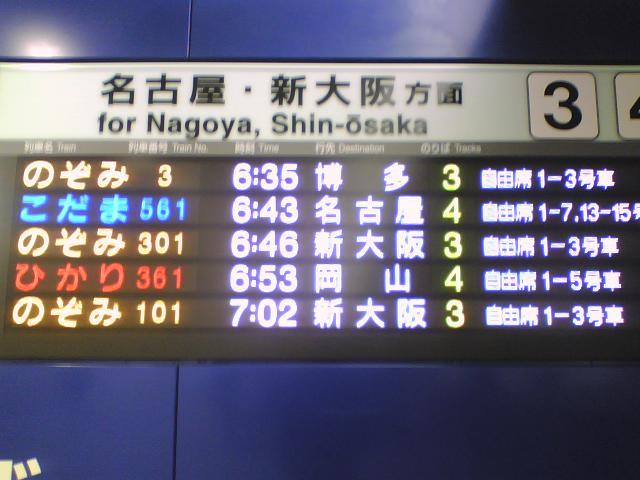 名古屋・新大阪方面 3 4
for Nagoya, Shin-ōsaka
列車名 Train 列車番号 Train No. 時刻 Time 行先 Destination のりば Tracks
のぞみ 3 6:35 博多 3 自由席1-3号車
こだま 561 6:43 名古屋 4 自由席1-7,13-15号
のぞみ 301 6:46 新大阪 3 自由席1-3号車
ひかり 361 6:53 岡山 4 自由席1-5号車
のぞみ 101 7:02 新大阪 3 自由席1-3号車